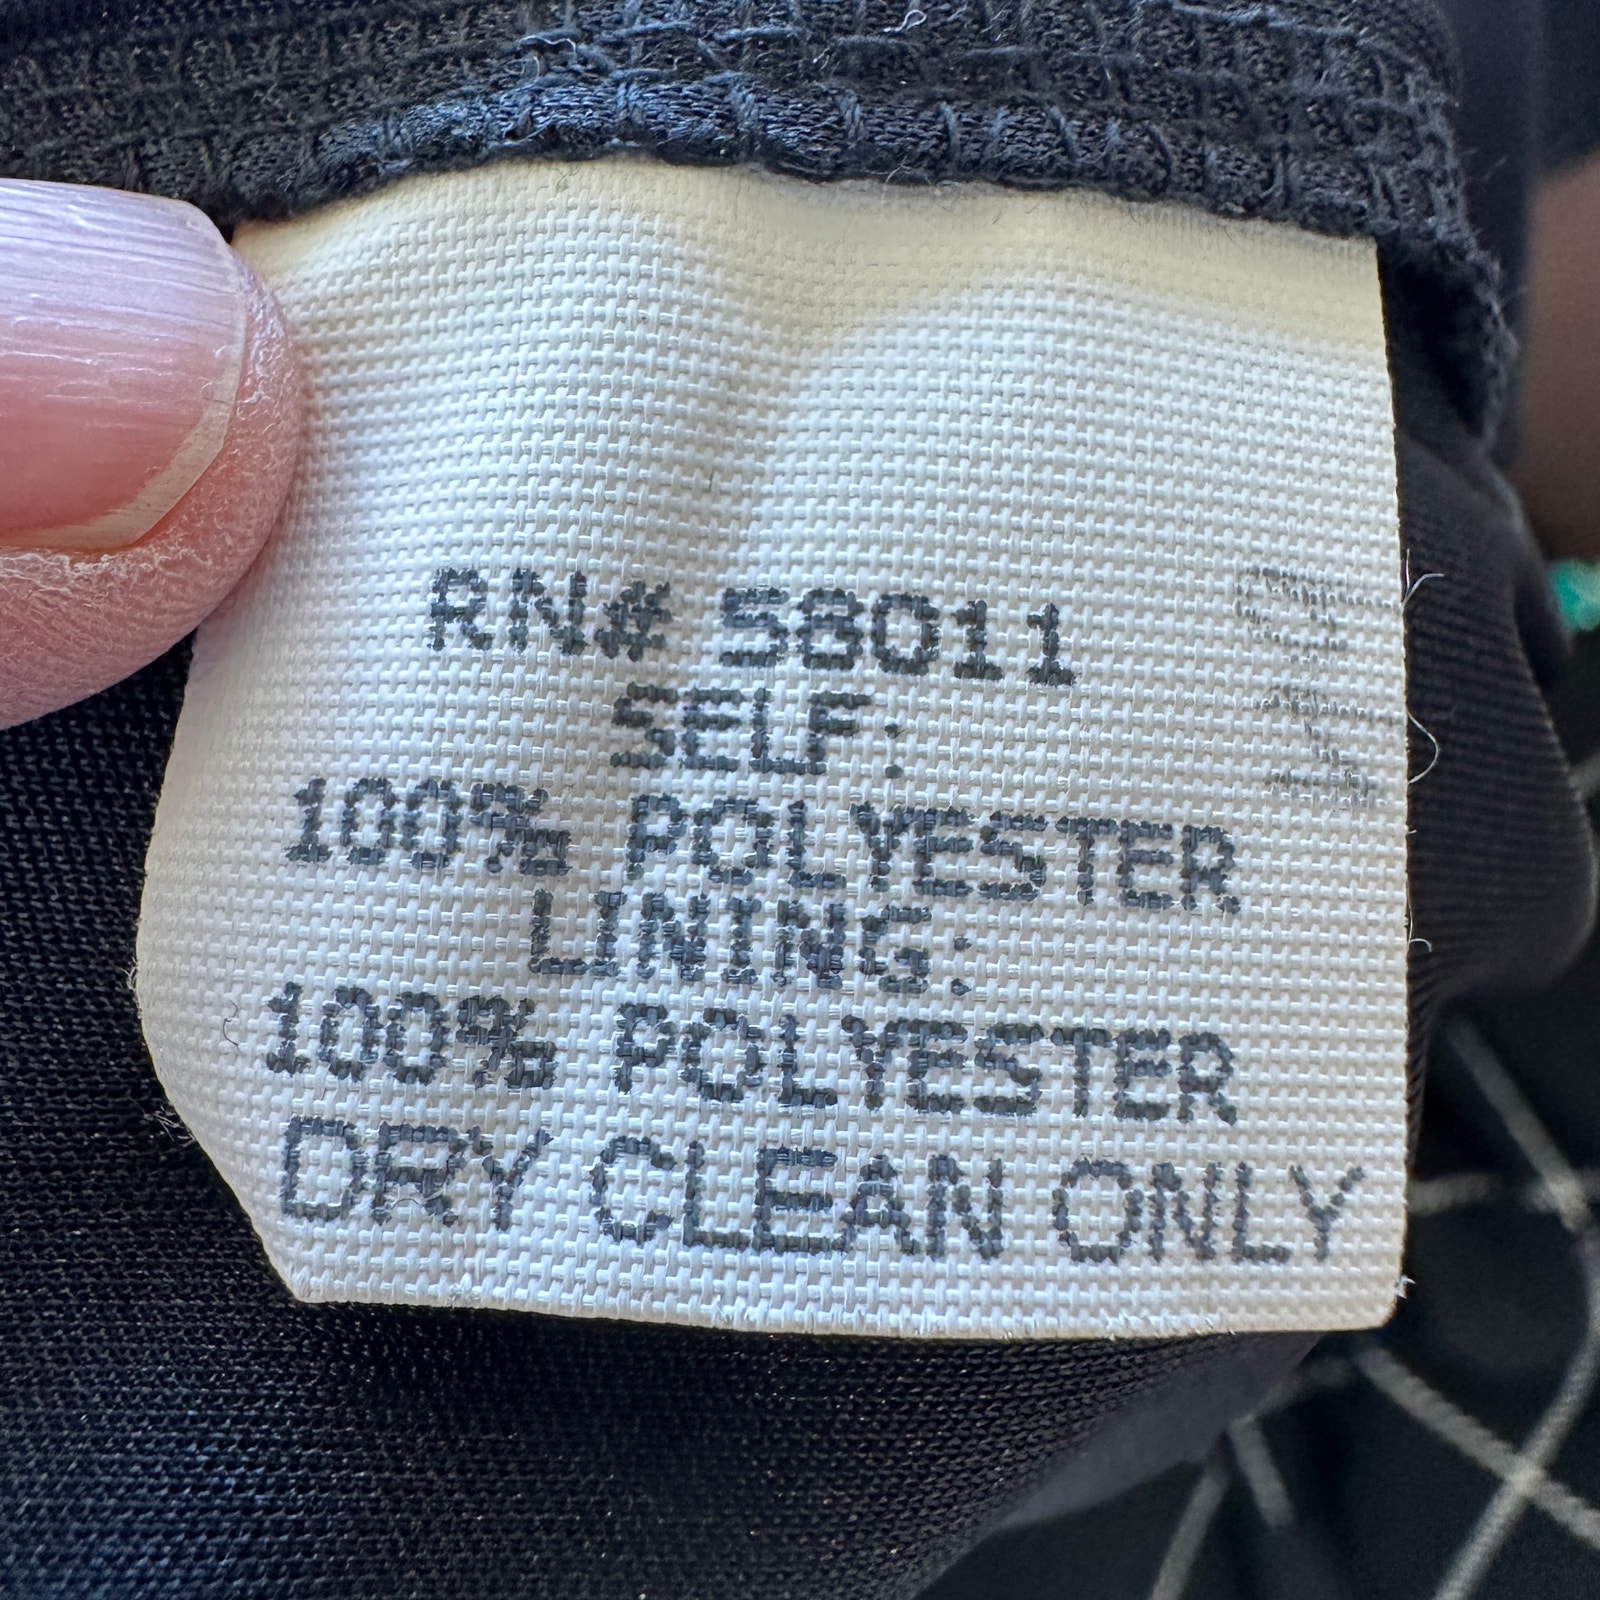 RN# 58011
SELF:
100% POLYESTER
LINING:
100% POLYESTER
DRY CLEAN ONLY